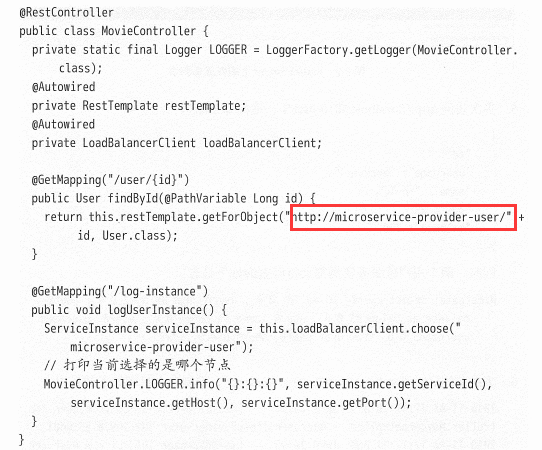 @RestController
public class MovieController {
private static final Logger LOGGER = LoggerFactory.getLogger(MovieController.
class);
@Autowired
private RestTemplate restTemplate;
@Autowired
private LoadBalancerClient loadBalancerClient;
@GetMapping("/user/{id}")
public User findById(@PathVariable Long id) {
return this.restTemplate.getForObject("http://microservice-provider-user/" +
id, User.class);
}
@GetMapping("/log-instance")
public void logUserInstance() {
ServiceInstance serviceInstance = this.loadBalancerClient.choose("
microservice-provider-user");
// 打印当前选择的是哪个节点
MovieController.LOGGER.info("{}:{}:{}", serviceInstance.getServiceId(),
serviceInstance.getHost(), serviceInstance.getPort());
}
}